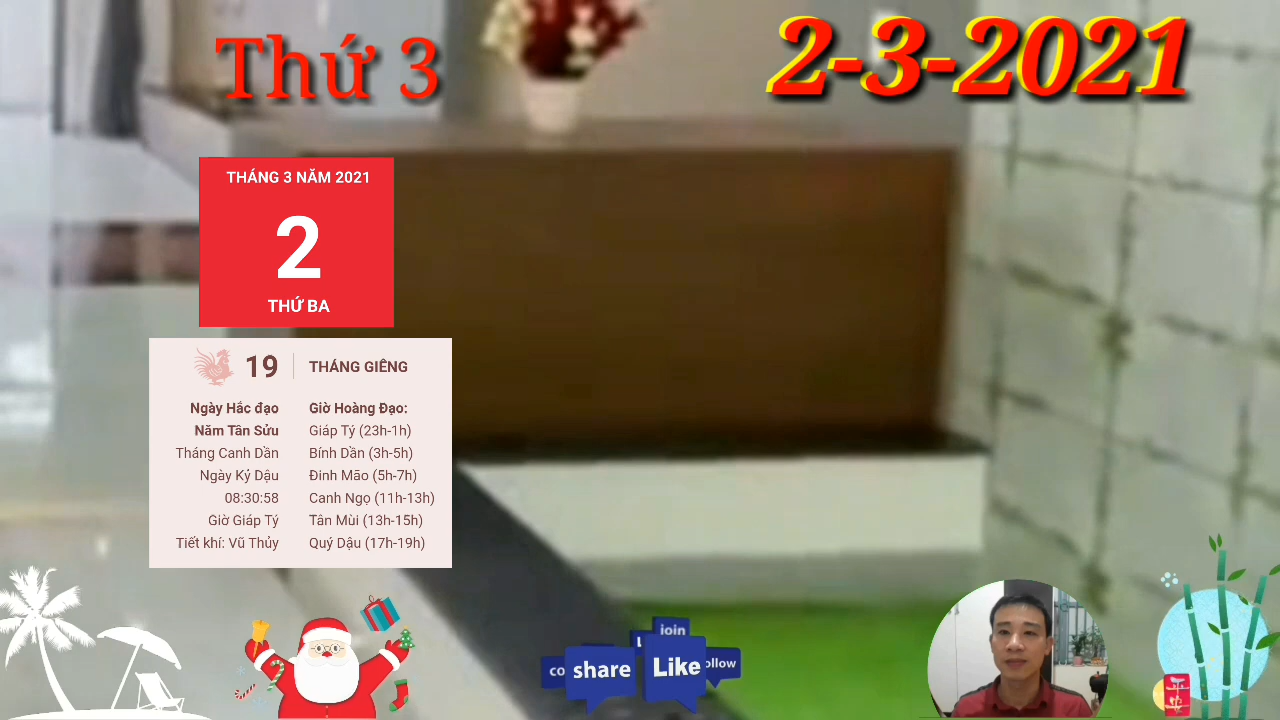 Thứ 3
2-3-2021
THÁNG 3 NĂM 2021
2
THỨ BA
19
THÁNG GIÊNG
Ngày Hắc đạo
Năm Tân Sửu
Tháng Canh Dần
Ngày Kỷ Dậu
08:30:58
Giờ Giáp Tý
Tiết khí: Vũ Thủy
Giờ Hoàng Đạo:
Giáp Tý (23h-1h)
Bính Dần (3h-5h)
Đinh Mão (5h-7h)
Canh Ngọ (11h-13h)
Tân Mùi (13h-15h)
Quý Dậu (17h-19h)
join
co
share
Like
ollow